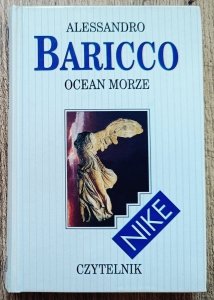 ALESSANDRO
BARICCO
OCEAN MORZE
NIKE
CZYTELNIK